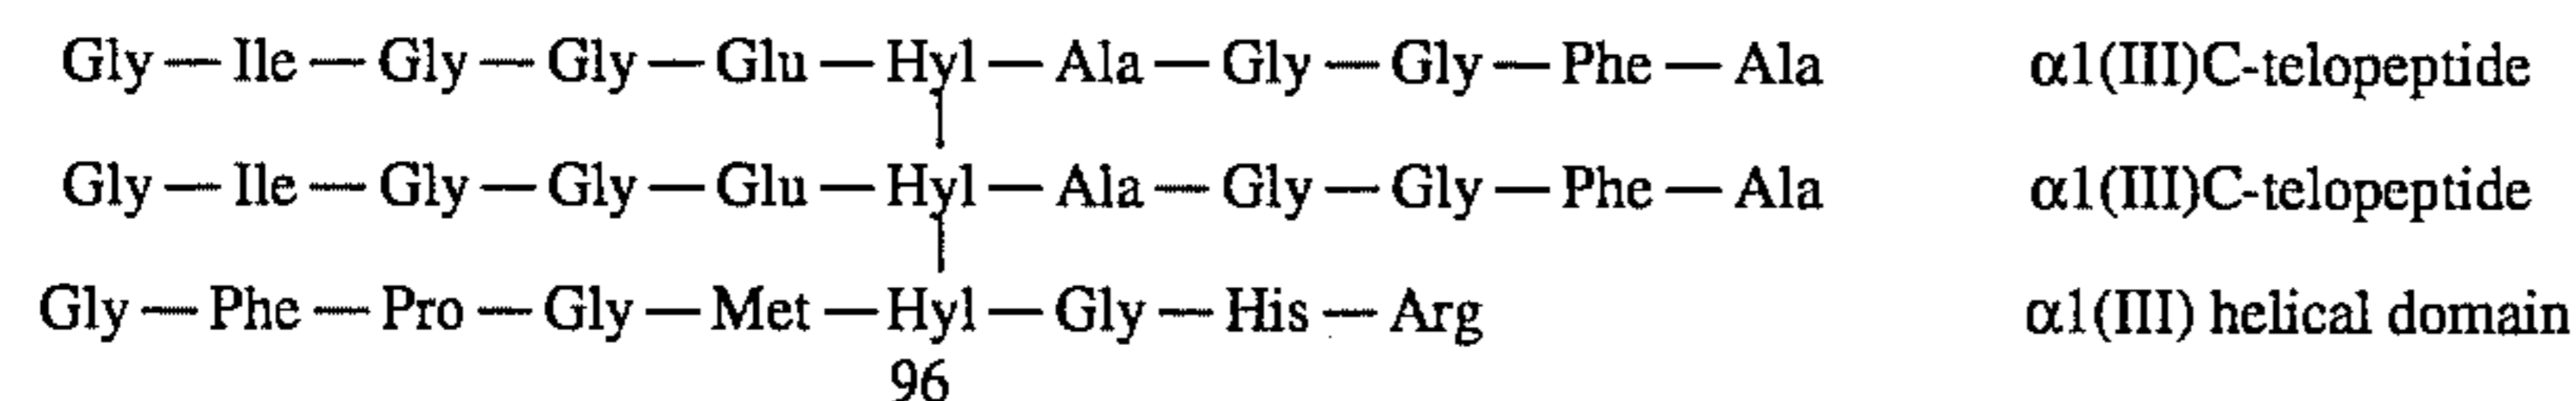 Gly — Ile — Gly — Gly — Glu — Hyl — Ala — Gly — Gly — Phe — Ala α1(III)C-telopeptide
Gly — Ile — Gly — Gly — Glu — Hyl — Ala — Gly — Gly — Phe — Ala α1(III)C-telopeptide
Gly — Phe — Pro — Gly — Met — Hyl — Gly — His — Arg α1(III) helical domain
96